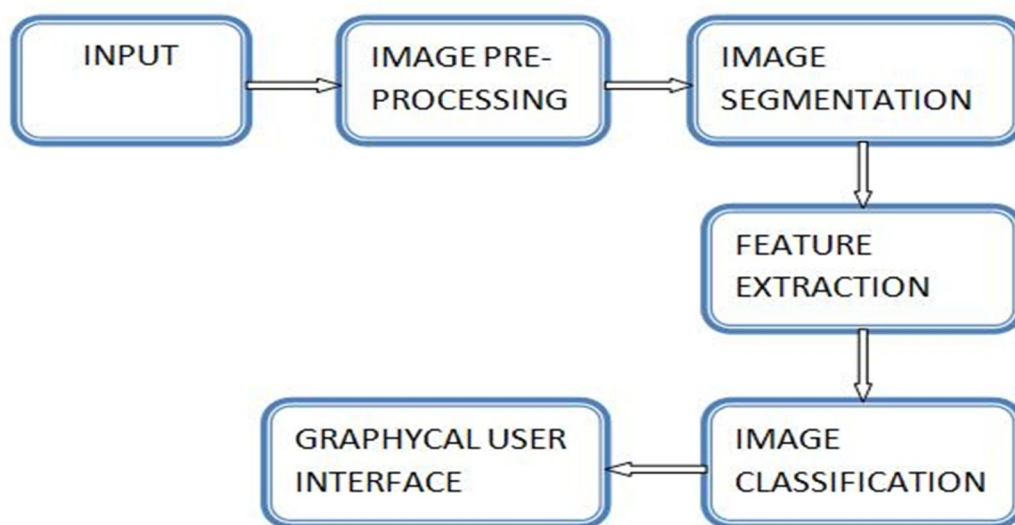 INPUT
IMAGE PRE-
PROCESSING
IMAGE
SEGMENTATION
FEATURE
EXTRACTION
IMAGE
CLASSIFICATION
GRAPHYCAL USER
INTERFACE